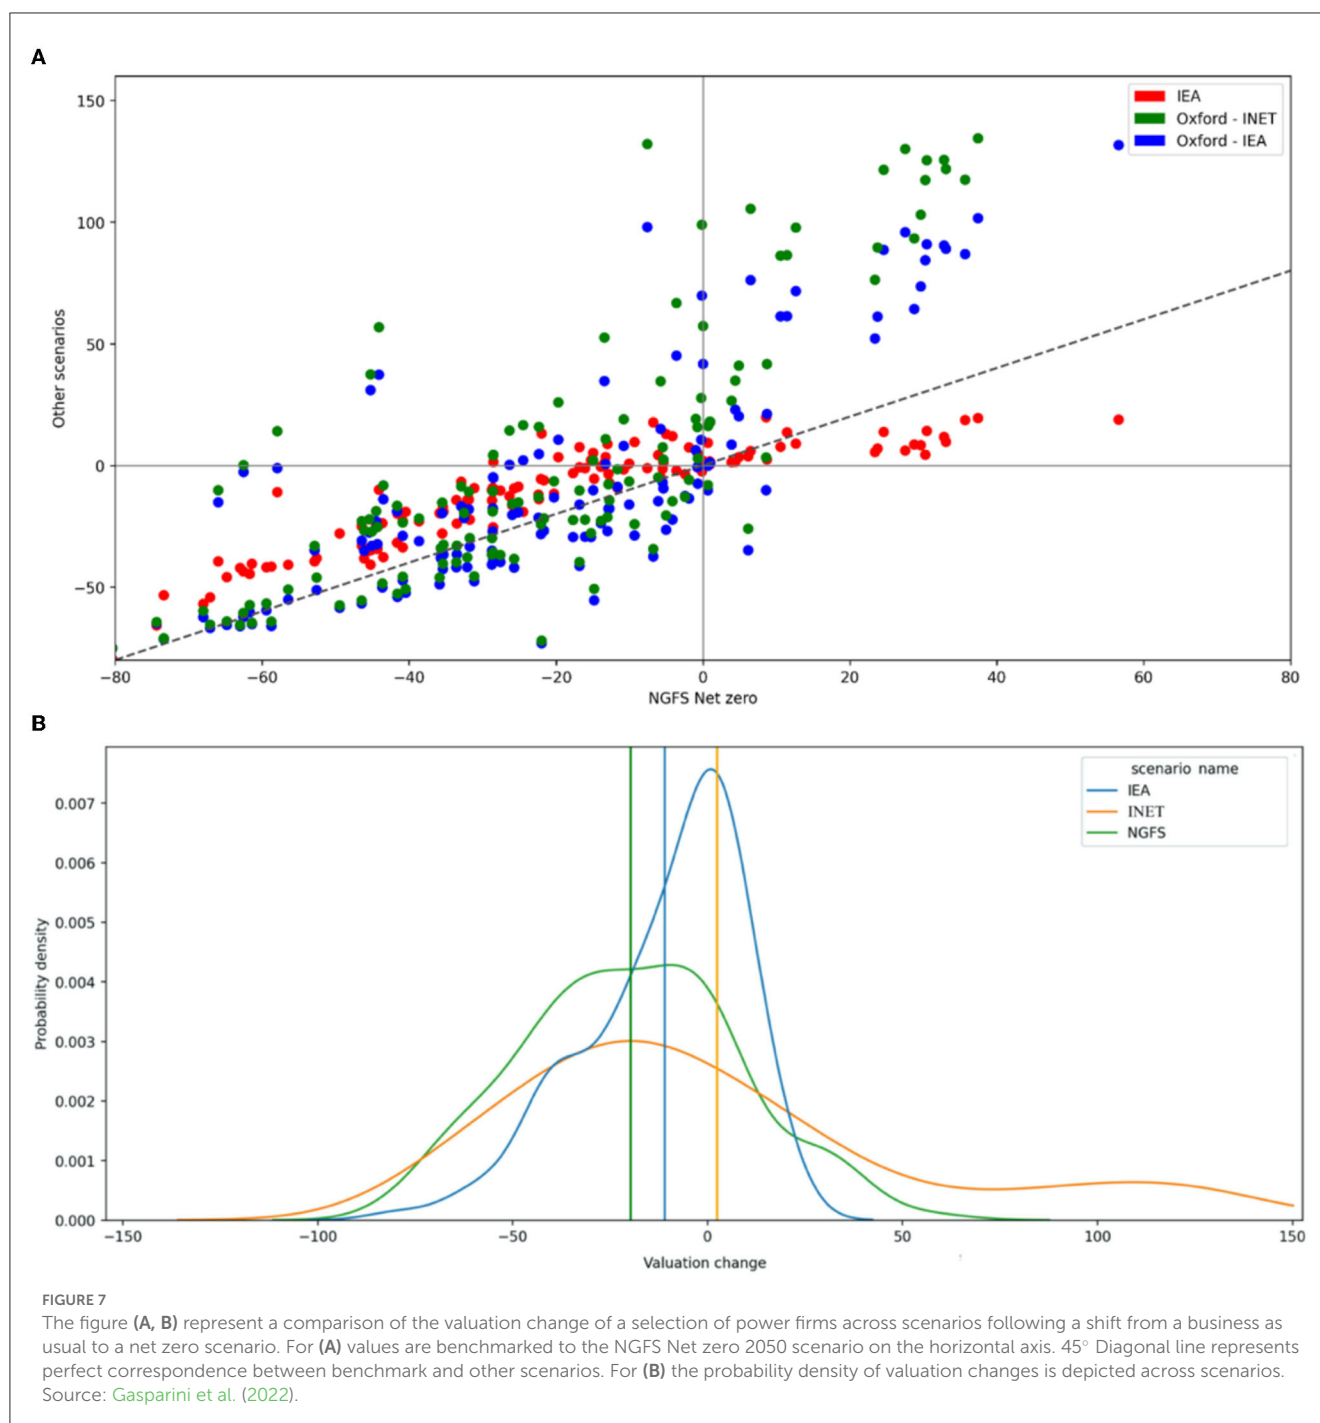 A
150
100
50
0
−50
Other scenarios
−80
−60
−40
−20
0
20
40
60
80
NGFS Net zero
IEA
Oxford - INET
Oxford - IEA
B
0.007
0.006
0.005
0.004
0.003
0.002
0.001
0.000
Probability density
−150
−100
−50
0
50
100
150
Valuation change
scenario name
IEA
INET
NGFS
FIGURE 7
The figure (A, B) represent a comparison of the valuation change of a selection of power firms across scenarios following a shift from a business as
usual to a net zero scenario. For (A) values are benchmarked to the NGFS Net zero 2050 scenario on the horizontal axis. 45° Diagonal line represents
perfect correspondence between benchmark and other scenarios. For (B) the probability density of valuation changes is depicted across scenarios.
Source: Gasparini et al. (2022).